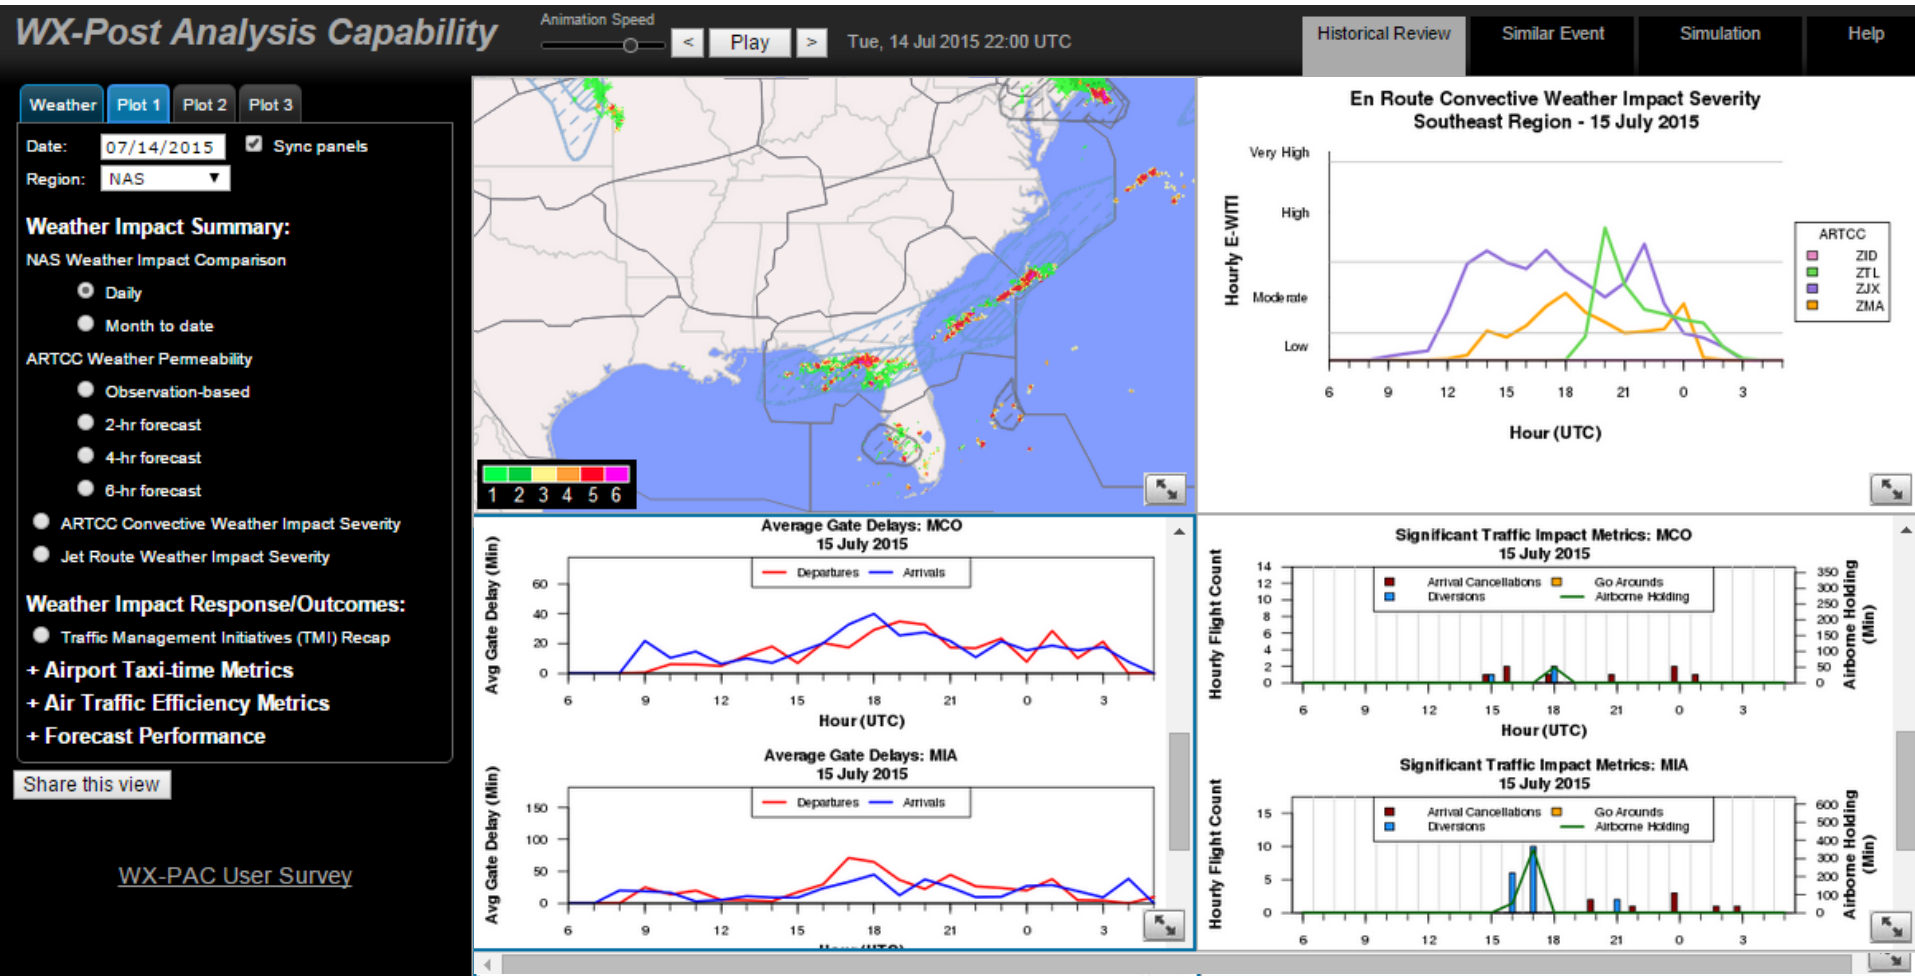 WX-Post Analysis Capability
Animation Speed
<
Play
>
Tue, 14 Jul 2015 22:00 UTC
Historical Review
Similar Event
Simulation
Help
Weather
Plot 1
Plot 2
Plot 3
Date: 07/14/2015 Sync panels
Region: NAS
Weather Impact Summary:
NAS Weather Impact Comparison
Daily
Month to date
ARTCC Weather Permeability
Observation-based
2-hr forecast
4-hr forecast
6-hr forecast
ARTCC Convective Weather Impact Severity
Jet Route Weather Impact Severity
Weather Impact Response/Outcomes:
Traffic Management Initiatives (TMI) Recap
+ Airport Taxi-time Metrics
+ Air Traffic Efficiency Metrics
+ Forecast Performance
Share this view
WX-PAC User Survey
1 2 3 4 5 6
En Route Convective Weather Impact Severity
Southeast Region - 15 July 2015
Hourly E-WITI
Very High
High
Moderate
Low
6 9 12 15 18 21 0 3
Hour (UTC)
ARTCC
ZID
ZTL
ZJX
ZMA
Average Gate Delays: MCO
15 July 2015
Departures Arrivals
Avg Gate Delay (Min)
60
40
20
0
6 9 12 15 18 21 0 3
Hour (UTC)
Average Gate Delays: MIA
15 July 2015
Departures Arrivals
Avg Gate Delay (Min)
150
100
50
0
6 9 12 15 18 21 0 3
Hour (UTC)
Significant Traffic Impact Metrics: MCO
15 July 2015
Arrival Cancellations Go Arounds
Diversions Airborne Holding
Hourly Flight Count
14
12
10
8
6
4
2
0
350
300
250
200
150
100
50
0
Airborne Holding
(Min)
6 9 12 15 18 21 0 3
Hour (UTC)
Significant Traffic Impact Metrics: MIA
15 July 2015
Arrival Cancellations Go Arounds
Diversions Airborne Holding
Hourly Flight Count
15
10
5
0
600
500
400
300
200
100
0
Airborne Holding
(Min)
6 9 12 15 18 21 0 3